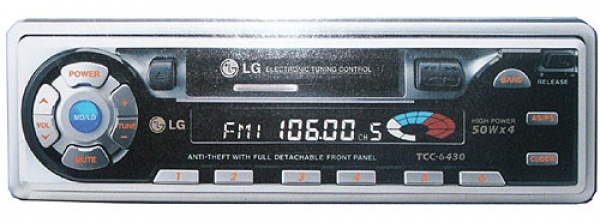 POWER
VOL
MD/LD
TUNE
MUTE
LG ELECTRONIC TUNING CONTROL
BAND
RELEASE
LG
FM1 106.00 CH 5
HIGH POWER
50Wx4
AS/PS
CLOCK
ANTI-THEFT WITH FULL DETACHABLE FRONT PANEL
TCC-6430
1 2 3 4 5 6